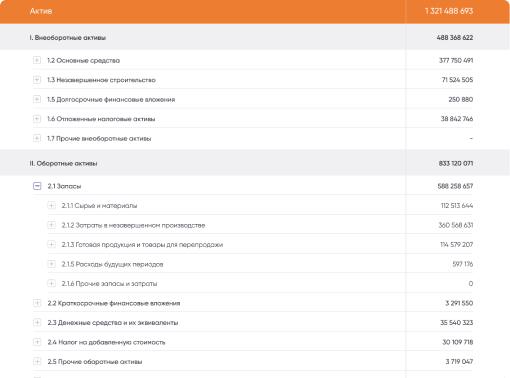 Актив 1 321 488 693
I. Внеоборотные активы 488 368 622
1.2 Основные средства 377 750 491
1.3 Незавершенное строительство 71 524 505
1.5 Долгосрочные финансовые вложения 250 880
1.6 Отложенные налоговые активы 38 842 746
1.7 Прочие внеоборотные активы -
II. Оборотные активы 833 120 071
2.1 Запасы 588 258 657
2.1.1 Сырье и материалы 112 513 644
2.1.2 Затраты в незавершенном производстве 360 568 631
2.1.3 Готовая продукция и товары для перепродажи 114 579 207
2.1.5 Расходы будущих периодов 597 176
2.1.6 Прочие запасы и затраты 0
2.2 Краткосрочные финансовые вложения 3 291 550
2.3 Денежные средства и их эквиваленты 35 540 323
2.4 Налог на добавленную стоимость 30 109 718
2.5 Прочие оборотные активы 3 719 047